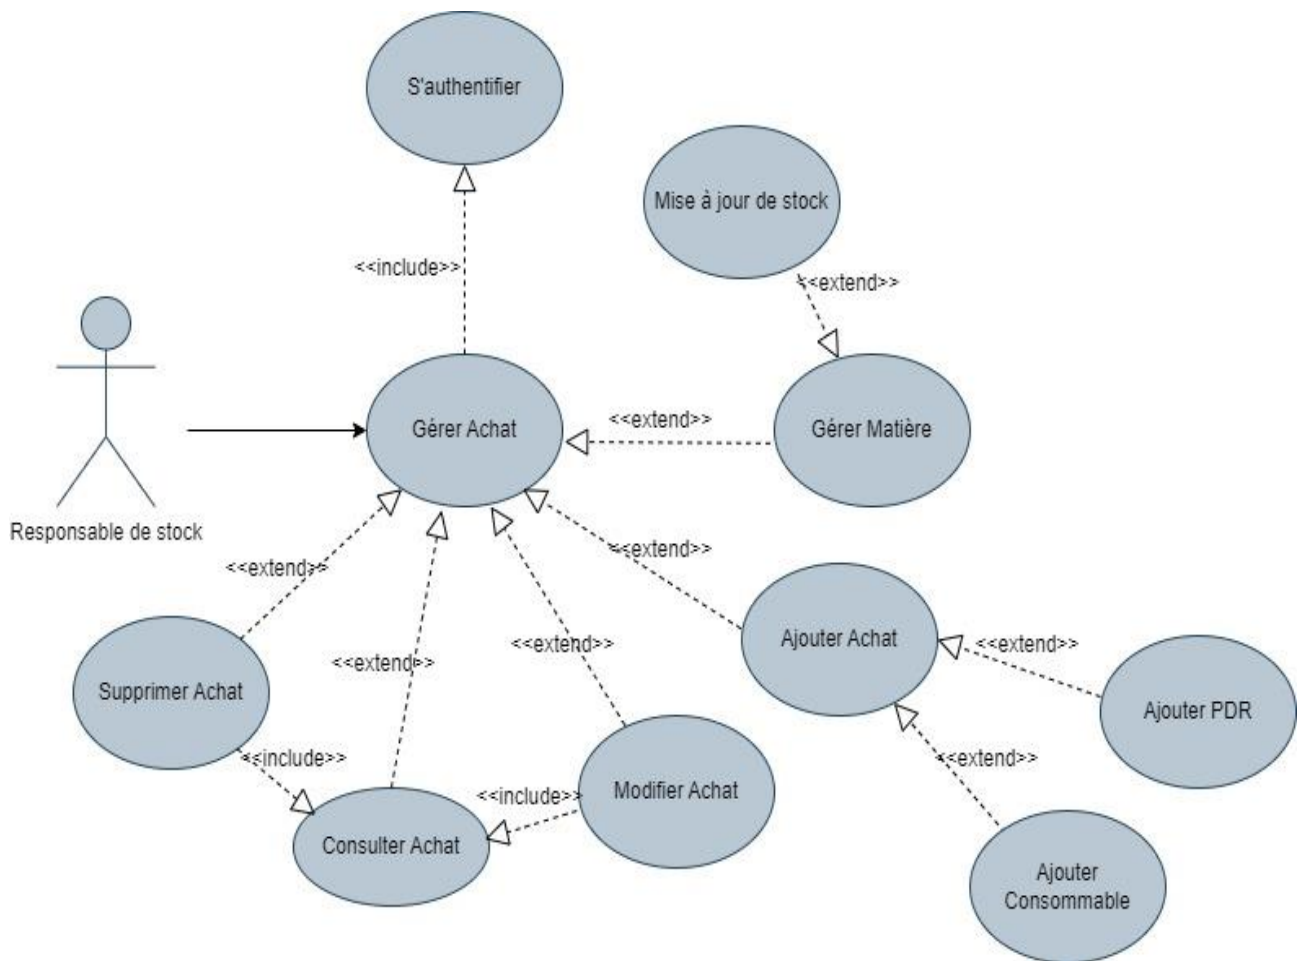 S'authentifier
Mise à jour de stock
<<include>>
<<extend>>
Gérer Achat
<<extend>>
Gérer Matière
Responsable de stock
<<extend>>
<<extend>>
Ajouter Achat
<<extend>>
<<extend>>
<<extend>>
Supprimer Achat
Ajouter PDR
<<include>>
<<extend>>
Modifier Achat
<<include>>
Consulter Achat
Ajouter
Consommable